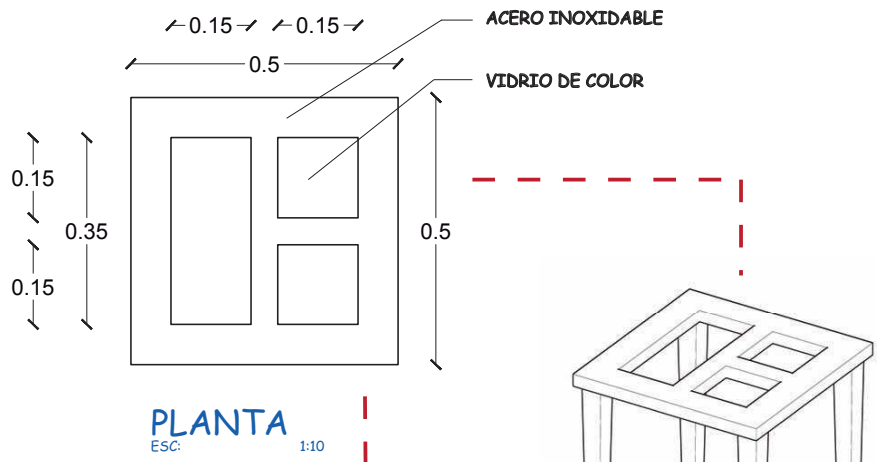 0.15 0.15
ACERO INOXIDABLE
0.5
VIDRIO DE COLOR
0.15
0.35
0.5
0.15
PLANTA
ESC: 1:10